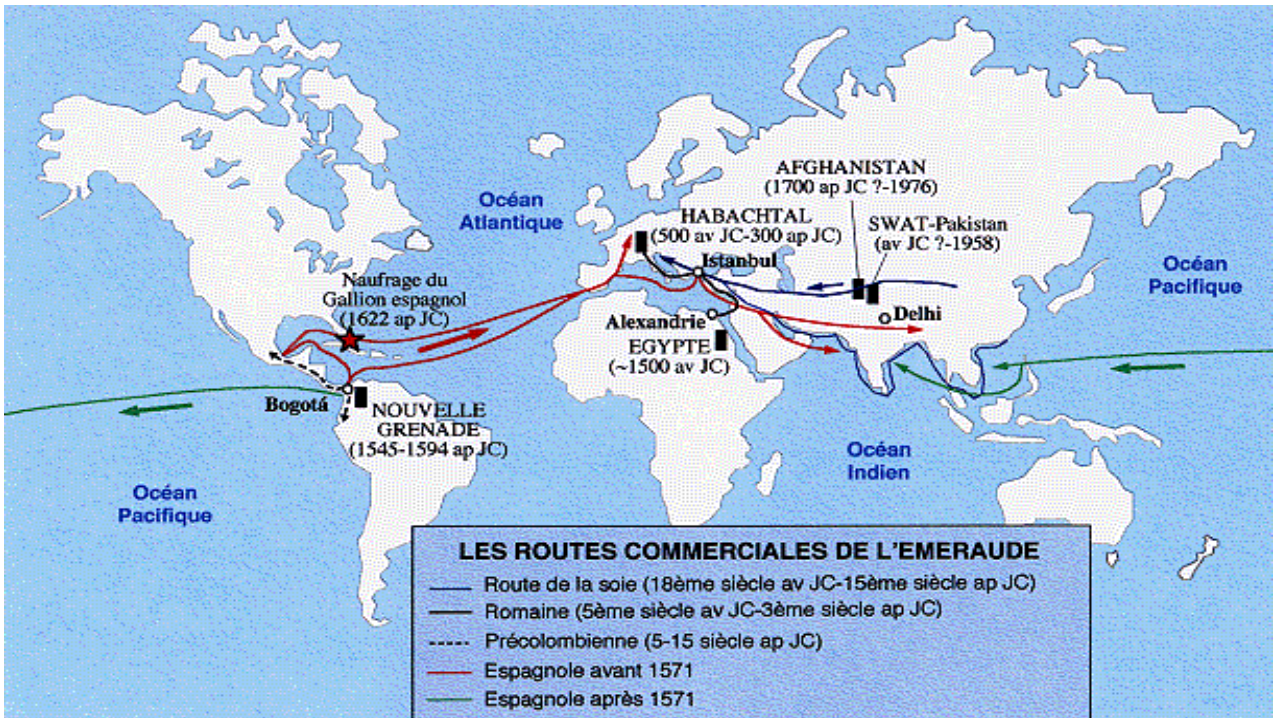 AFGHANISTAN
(1700 ap JC ?-1976)
Océan
Atlantique
HABACHTAL
(500 av JC-300 ap JC)
SWAT-Pakistan
(av JC ?-1958)
Istanbul
Océan
Pacifique
Naufrage du
Gallion espagnol
(1622 ap JC)
Delhi
Alexandrie
EGYPTE
(~1500 av JC)
Bogotá
NOUVELLE
GRENADE
(1545-1594 ap JC)
Océan
Indien
Océan
Pacifique
LES ROUTES COMMERCIALES DE L'EMERAUDE
Route de la soie (18ème siècle av JC-15ème siècle ap JC)
Romaine (5ème siècle av JC-3ème siècle ap JC)
Précolombienne (5-15 siècle ap JC)
Espagnole avant 1571
Espagnole après 1571